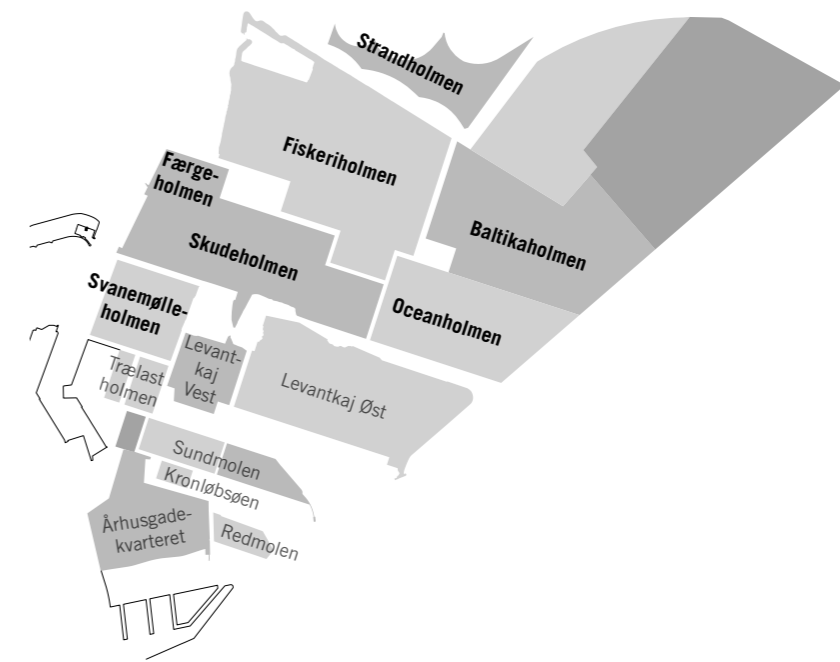 Strandholmen
Fiskeriholmen
Færge-
holmen
Baltikaholmen
Skudeholmen
Svanemølle-
holmen
Oceanholmen
Levant-
kaj
Vest
Trælast
holmen
Levantkaj Øst
Sundmolen
Kronløbsøen
Århusgade-
kvarteret
Redmolen